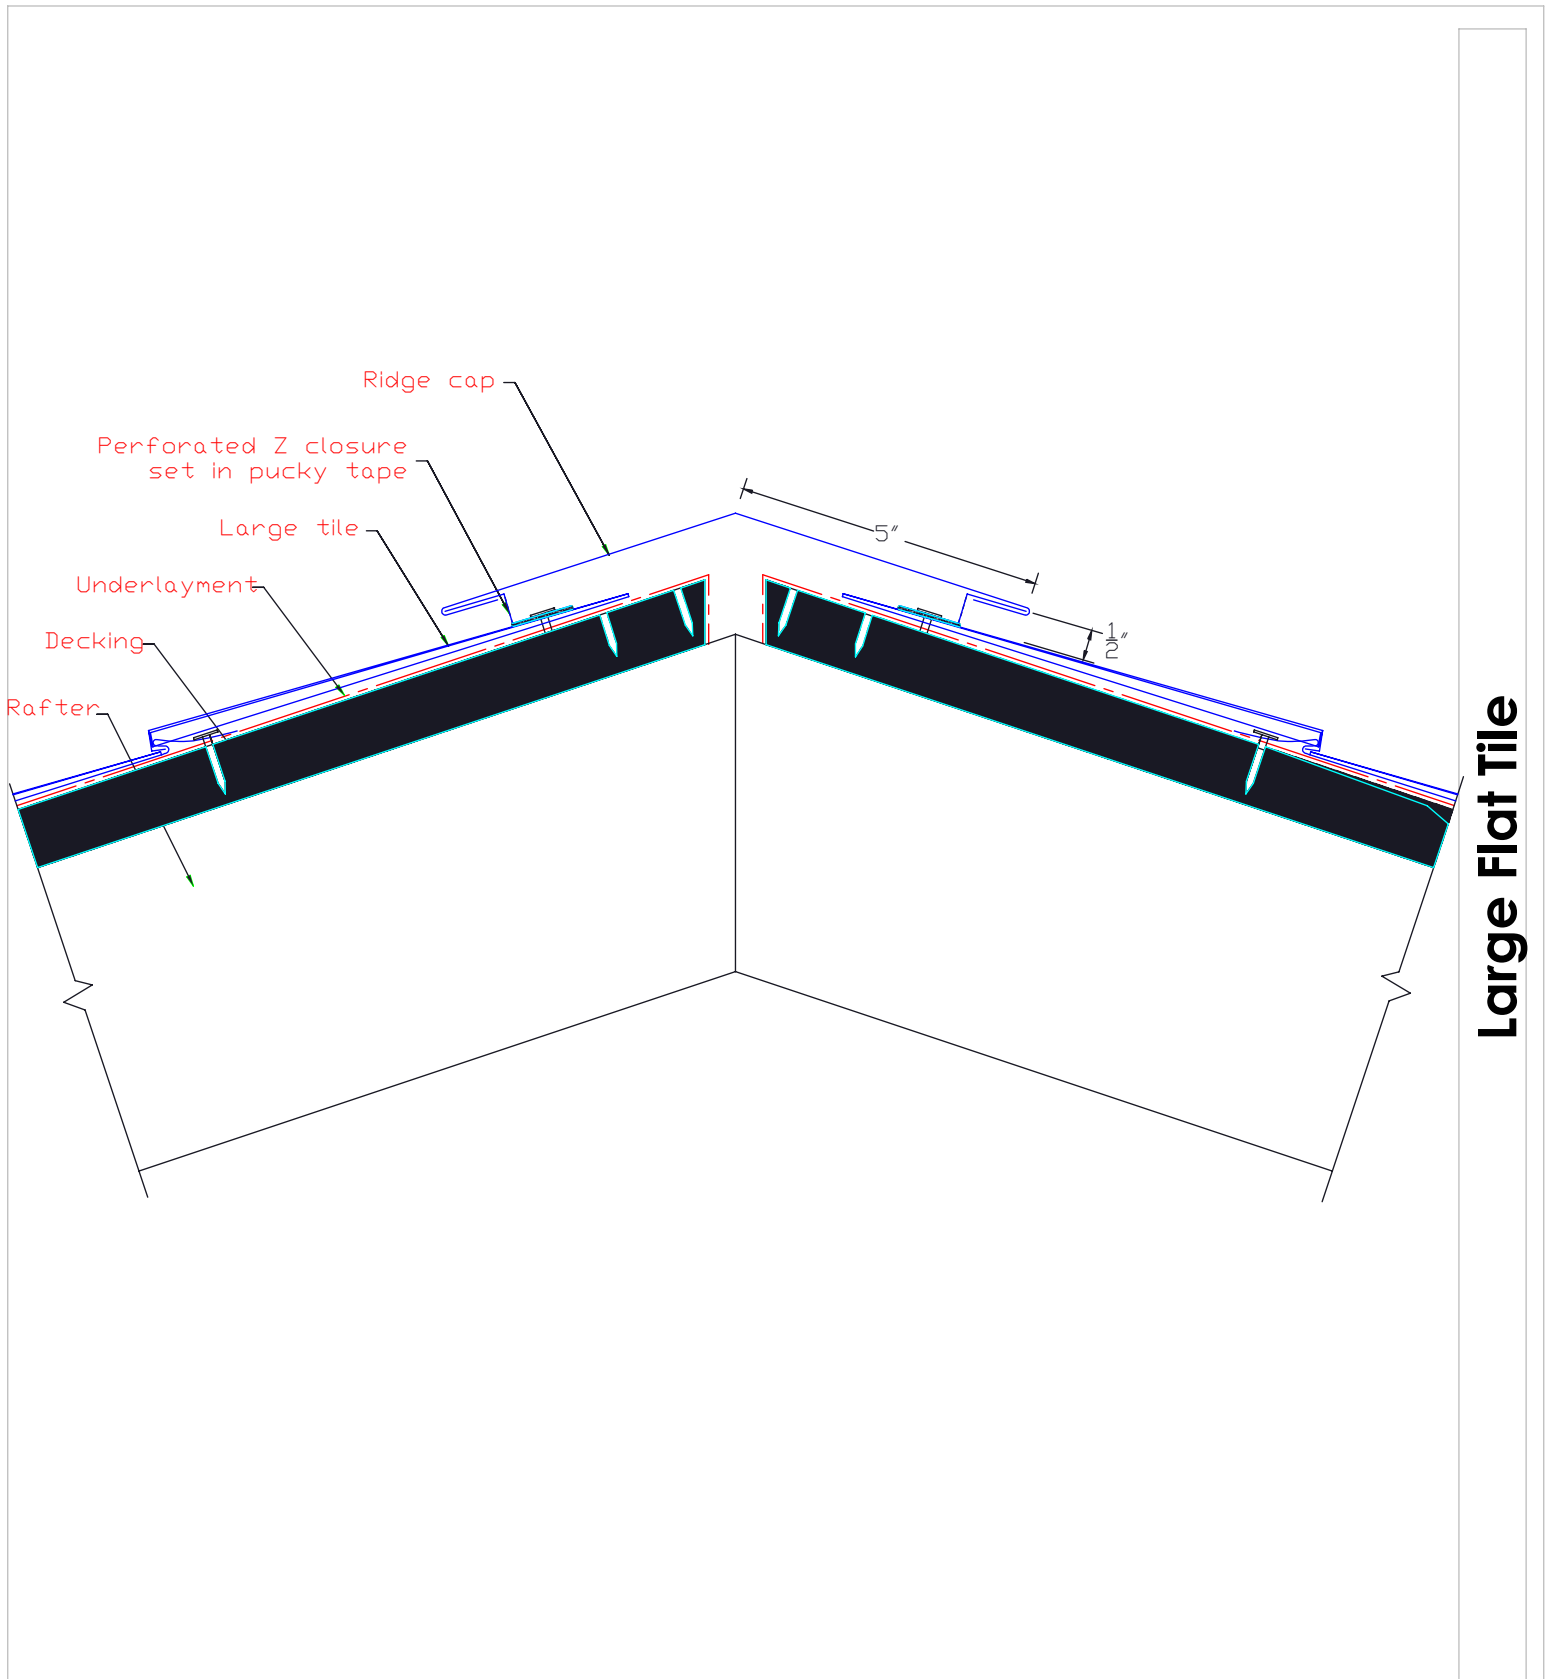 Ridge cap
Perforated Z closure
set in pucky tape
Large tile
Underlayment
Decking
Rafter
5"
1/2"
Large Flat Tile